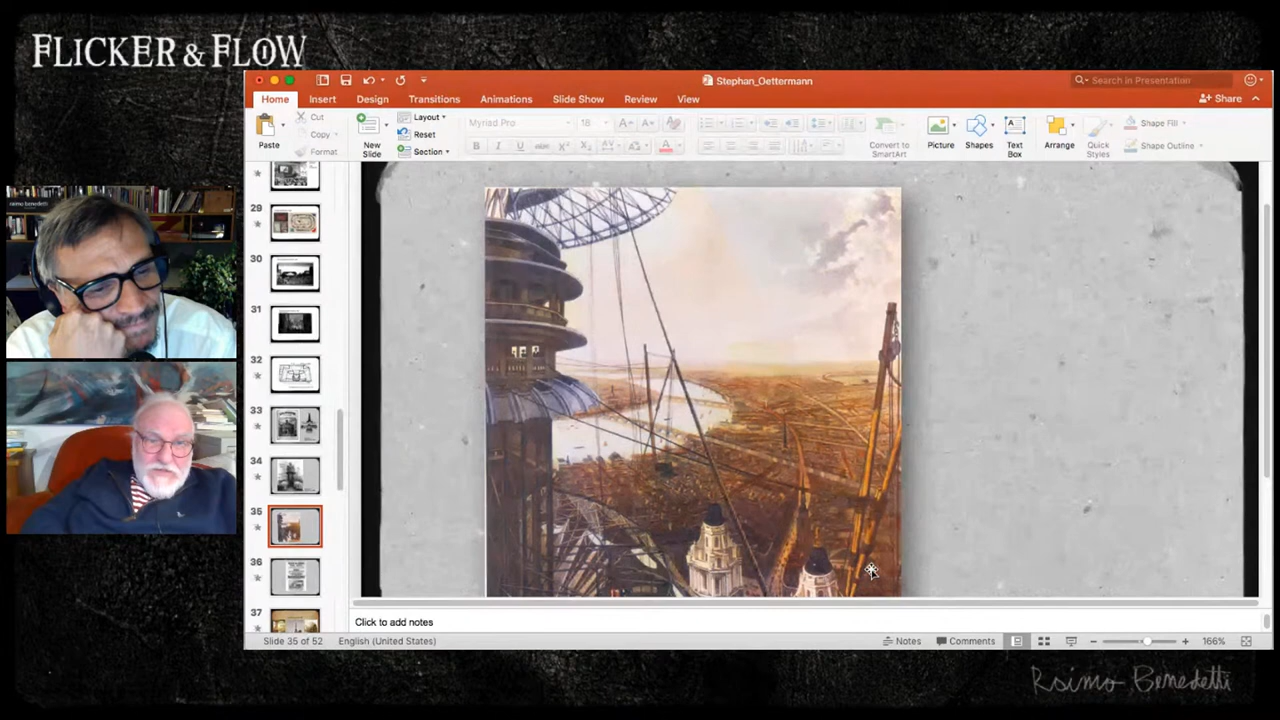 FLICKER & FLOW
Stephan_Oettermann
Search in Presentation
Home Insert Design Transitions Animations Slide Show Review View
Share
Paste
Cut
Copy
Format
New Slide
Layout
Reset
Section
Myriad Pro
18
Convert to SmartArt
Picture
Shapes
Text Box
Arrange
Quick Styles
Shape Fill
Shape Outline
raimo benedetti
29
30
31
32
33
34
35
36
37
Click to add notes
Slide 35 of 52
English (United States)
Notes
Comments
166%
Raimo Benedetti